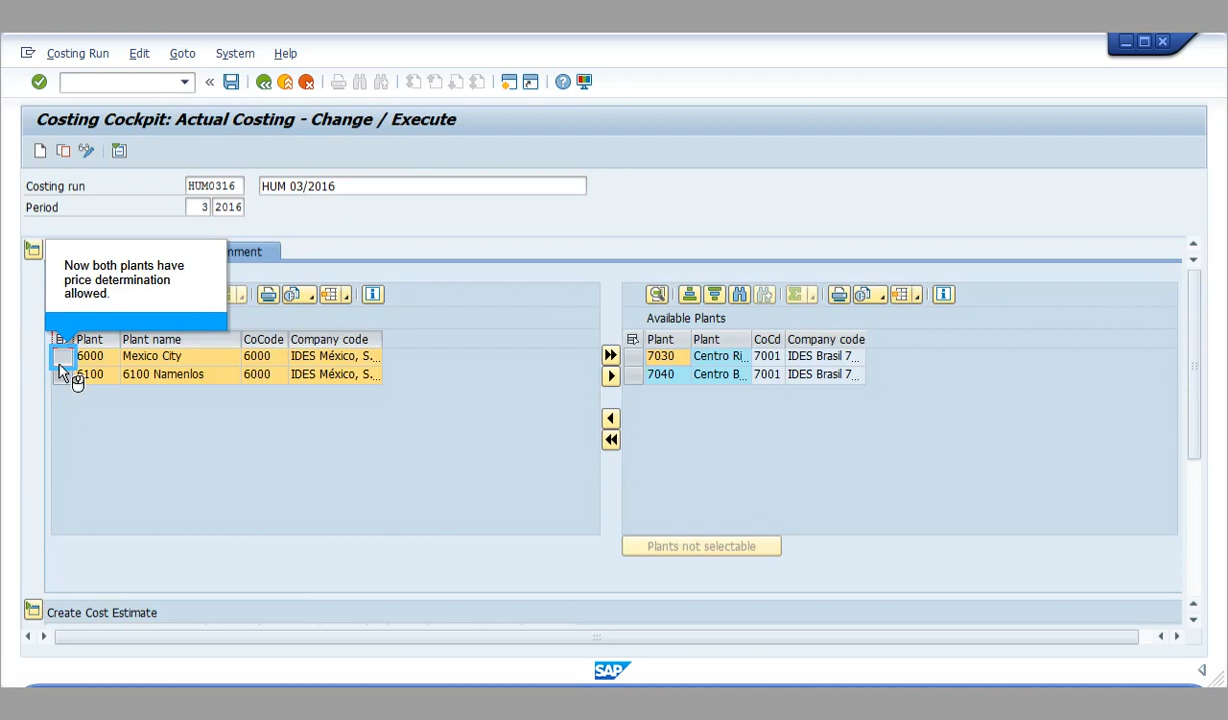 Costing Run Edit Goto System Help
Costing Cockpit: Actual Costing - Change / Execute
Costing run HUM0316 HUM 03/2016
Period 3 2016
Now both plants have
price determination
allowed.
nment
Available Plants
Plant Plant name CoCode Company code
6000 Mexico City 6000 IDES México, S....
6100 6100 Namenlos 6000 IDES México, S....
Plant Plant CoCd Company code
7030 Centro Ri.. 7001 IDES Brasil 7...
7040 Centro B... 7001 IDES Brasil 7...
Plants not selectable
Create Cost Estimate
SAP